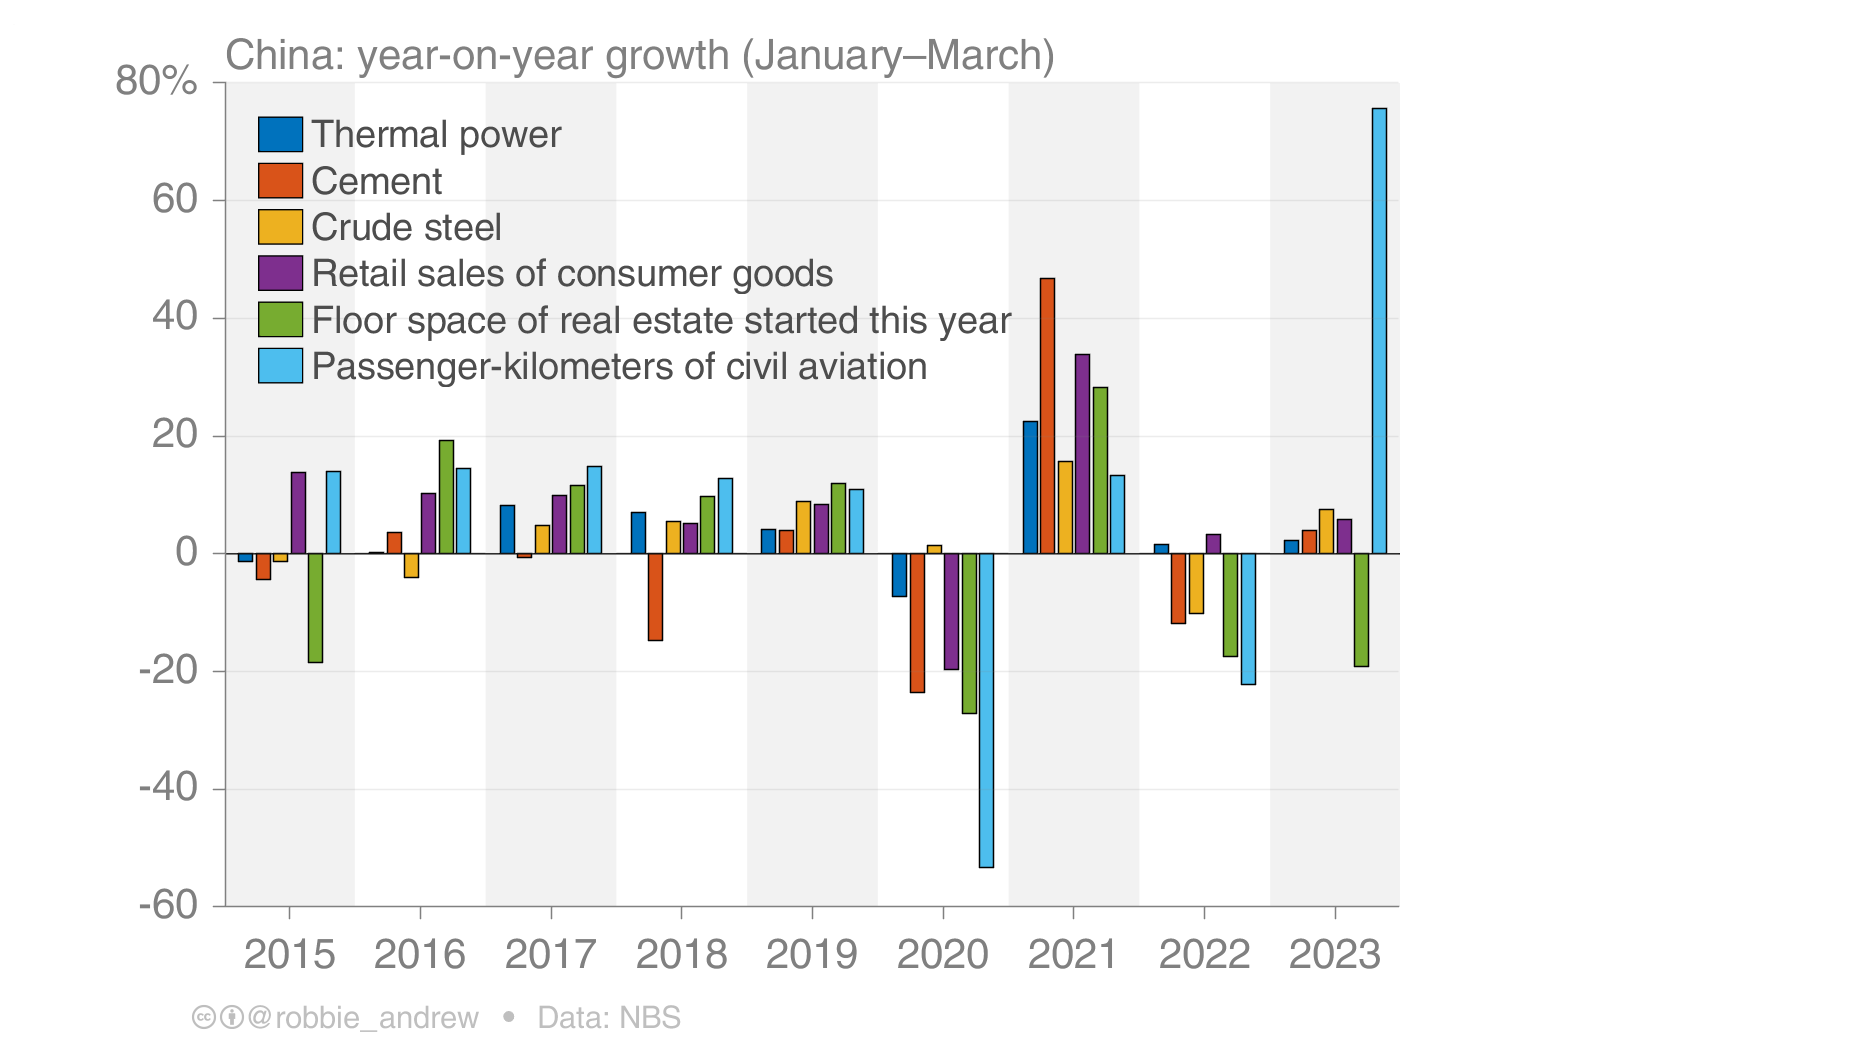 China: year-on-year growth (January–March)
80%
60
40
20
0
-20
-40
-60
Thermal power
Cement
Crude steel
Retail sales of consumer goods
Floor space of real estate started this year
Passenger-kilometers of civil aviation
2015 2016 2017 2018 2019 2020 2021 2022 2023
cc @robbie_andrew • Data: NBS